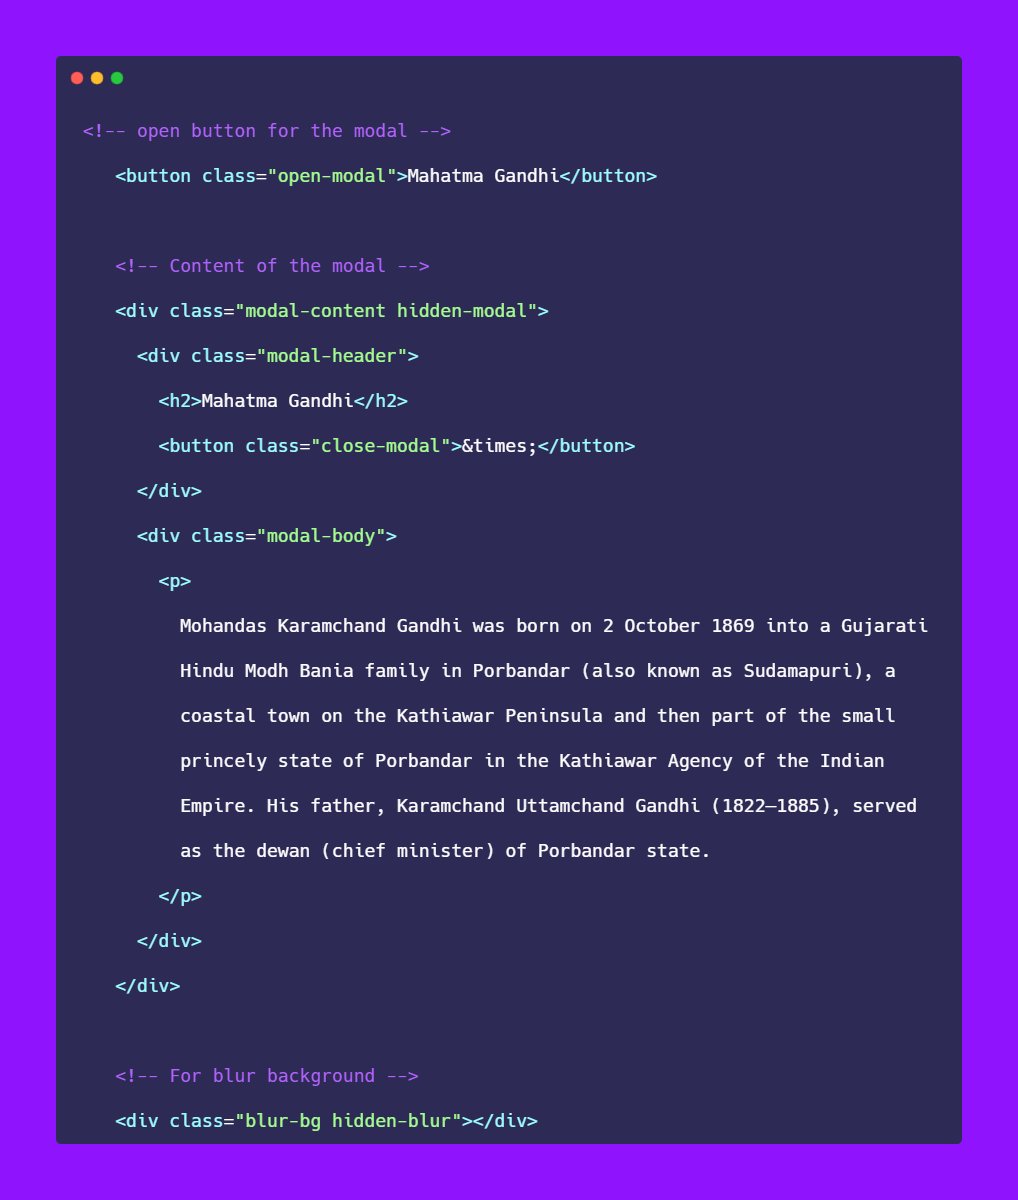 <!-- open button for the modal -->
<button class="open-modal">Mahatma Gandhi</button>
<!-- Content of the modal -->
<div class="modal-content hidden-modal">
<div class="modal-header">
<h2>Mahatma Gandhi</h2>
<button class="close-modal">&times;</button>
</div>
<div class="modal-body">
<p>
Mohandas Karamchand Gandhi was born on 2 October 1869 into a Gujarati
Hindu Modh Bania family in Porbandar (also known as Sudamapuri), a
coastal town on the Kathiawar Peninsula and then part of the small
princely state of Porbandar in the Kathiawar Agency of the Indian
Empire. His father, Karamchand Uttamchand Gandhi (1822–1885), served
as the dewan (chief minister) of Porbandar state.
</p>
</div>
</div>
<!-- For blur background -->
<div class="blur-bg hidden-blur"></div>